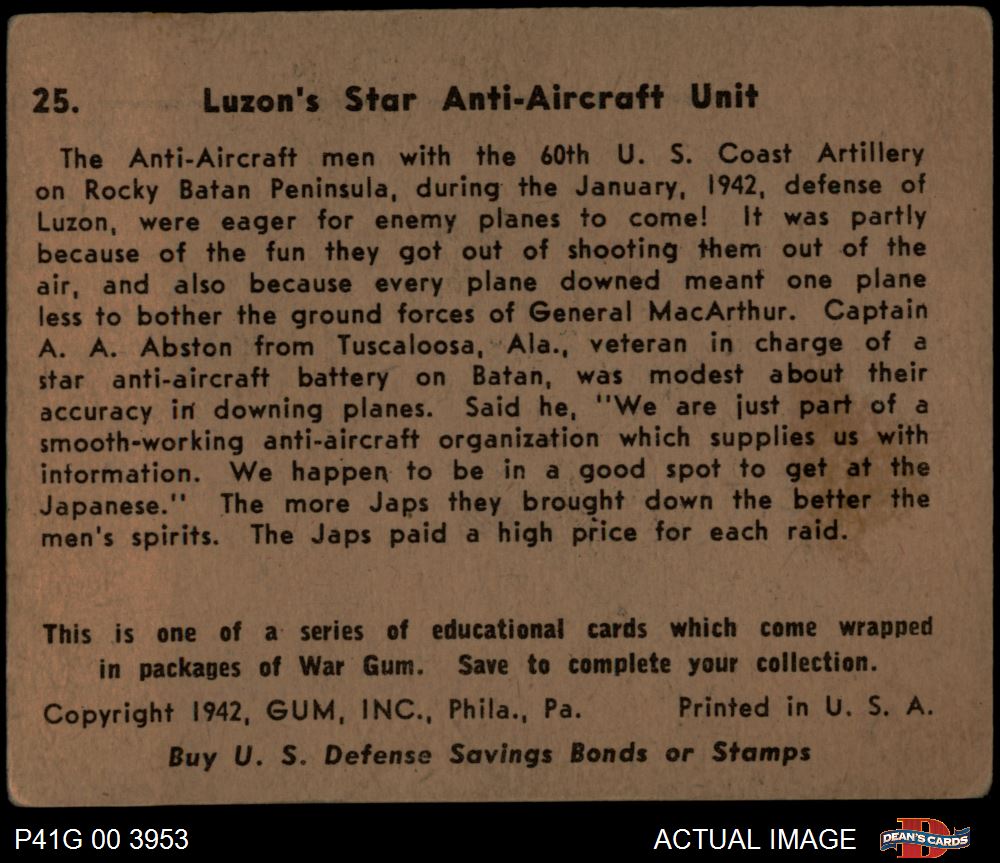 25. Luzon's Star Anti-Aircraft Unit
The Anti-Aircraft men with the 60th U. S. Coast Artillery
on Rocky Batan Peninsula, during the January, 1942, defense of
Luzon, were eager for enemy planes to come! It was partly
because of the fun they got out of shooting them out of the
air, and also because every plane downed meant one plane
less to bother the ground forces of General MacArthur. Captain
A. A. Abston from Tuscaloosa, Ala., veteran in charge of a
star anti-aircraft battery on Batan, was modest about their
accuracy in downing planes. Said he, "We are just part of a
smooth-working anti-aircraft organization which supplies us with
information. We happen to be in a good spot to get at the
Japanese." The more Japs they brought down the better the
men's spirits. The Japs paid a high price for each raid.
This is one of a series of educational cards which come wrapped
in packages of War Gum. Save to complete your collection.
Copyright 1942, GUM, INC., Phila., Pa. Printed in U. S. A.
Buy U. S. Defense Savings Bonds or Stamps
P41G 00 3953 ACTUAL IMAGE DEAN'S CARDS